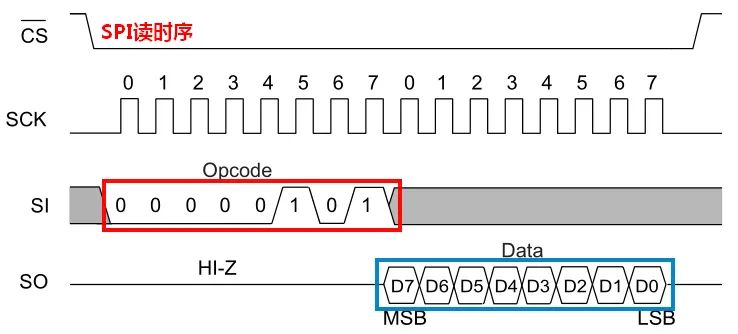 CS
SPI读时序
0 1 2 3 4 5 6 7 0 1 2 3 4 5 6 7
SCK
Opcode
SI
0 0 0 0 0 1 0 1
Data
HI-Z
SO
D7 D6 D5 D4 D3 D2 D1 D0
MSB LSB